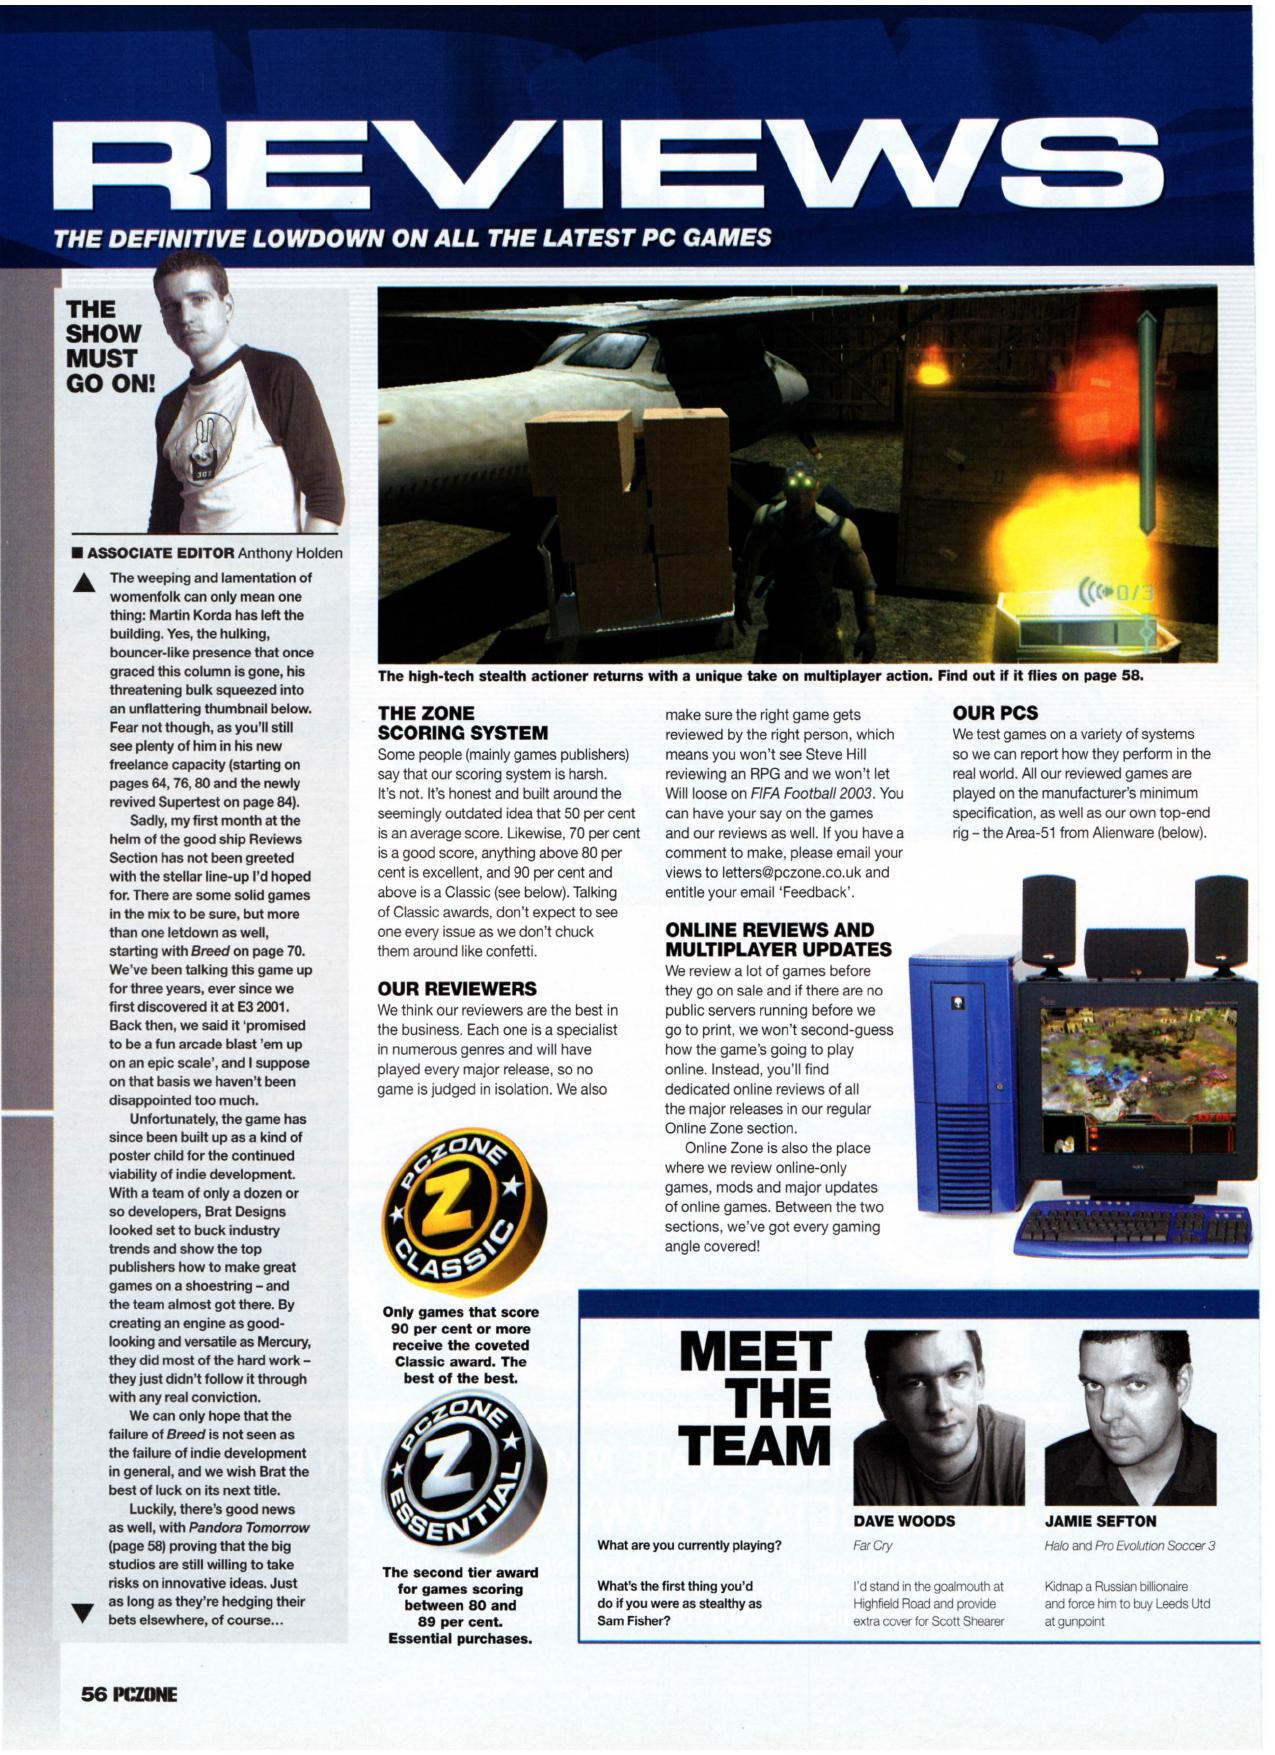 REVIEWS
THE DEFINITIVE LOWDOWN ON ALL THE LATEST PC GAMES
THE
SHOW
MUST
GO ON!
302
■ ASSOCIATE EDITOR Anthony Holden
▲ The weeping and lamentation of
womenfolk can only mean one
thing: Martin Korda has left the
building. Yes, the hulking,
bouncer-like presence that once
graced this column is gone, his
threatening bulk squeezed into
an unflattering thumbnail below.
Fear not though, as you'll still
see plenty of him in his new
freelance capacity (starting on
pages 64, 76, 80 and the newly
revived Supertest on page 84).
Sadly, my first month at the
helm of the good ship Reviews
Section has not been greeted
with the stellar line-up I'd hoped
for. There are some solid games
in the mix to be sure, but more
than one letdown as well,
starting with Breed on page 70.
We've been talking this game up
for three years, ever since we
first discovered it at E3 2001.
Back then, we said it 'promised
to be a fun arcade blast 'em up
on an epic scale', and I suppose
on that basis we haven't been
disappointed too much.
Unfortunately, the game has
since been built up as a kind of
poster child for the continued
viability of indie development.
With a team of only a dozen or
so developers, Brat Designs
looked set to buck industry
trends and show the top
publishers how to make great
games on a shoestring – and
the team almost got there. By
creating an engine as good-
looking and versatile as Mercury,
they did most of the hard work –
they just didn't follow it through
with any real conviction.
We can only hope that the
failure of Breed is not seen as
the failure of indie development
in general, and we wish Brat the
best of luck on its next title.
Luckily, there's good news
as well, with Pandora Tomorrow
(page 58) proving that the big
studios are still willing to take
risks on innovative ideas. Just
as long as they're hedging their
▼ bets elsewhere, of course...
0/3
The high-tech stealth actioner returns with a unique take on multiplayer action. Find out if it flies on page 58.
THE ZONE
SCORING SYSTEM
Some people (mainly games publishers)
say that our scoring system is harsh.
It's not. It's honest and built around the
seemingly outdated idea that 50 per cent
is an average score. Likewise, 70 per cent
is a good score, anything above 80 per
cent is excellent, and 90 per cent and
above is a Classic (see below). Talking
of Classic awards, don't expect to see
one every issue as we don't chuck
them around like confetti.
OUR REVIEWERS
We think our reviewers are the best in
the business. Each one is a specialist
in numerous genres and will have
played every major release, so no
game is judged in isolation. We also
make sure the right game gets
reviewed by the right person, which
means you won't see Steve Hill
reviewing an RPG and we won't let
Will loose on FIFA Football 2003. You
can have your say on the games
and our reviews as well. If you have a
comment to make, please email your
views to letters@pczone.co.uk and
entitle your email 'Feedback'.
ONLINE REVIEWS AND
MULTIPLAYER UPDATES
We review a lot of games before
they go on sale and if there are no
public servers running before we
go to print, we won't second-guess
how the game's going to play
online. Instead, you'll find
dedicated online reviews of all
the major releases in our regular
Online Zone section.
Online Zone is also the place
where we review online-only
games, mods and major updates
of online games. Between the two
sections, we've got every gaming
angle covered!
OUR PCS
We test games on a variety of systems
so we can report how they perform in the
real world. All our reviewed games are
played on the manufacturer's minimum
specification, as well as our own top-end
rig – the Area-51 from Alienware (below).
NEC
PCZONE
Z
CLASSIC
Only games that score
90 per cent or more
receive the coveted
Classic award. The
best of the best.
PCZONE
Z
ESSENTIAL
The second tier award
for games scoring
between 80 and
89 per cent.
Essential purchases.
MEET
THE
TEAM
DAVE WOODS
JAMIE SEFTON
What are you currently playing?
Far Cry
Halo and Pro Evolution Soccer 3
What's the first thing you'd
do if you were as stealthy as
Sam Fisher?
I'd stand in the goalmouth at
Highfield Road and provide
extra cover for Scott Shearer
Kidnap a Russian billionaire
and force him to buy Leeds Utd
at gunpoint
56 PCZONE